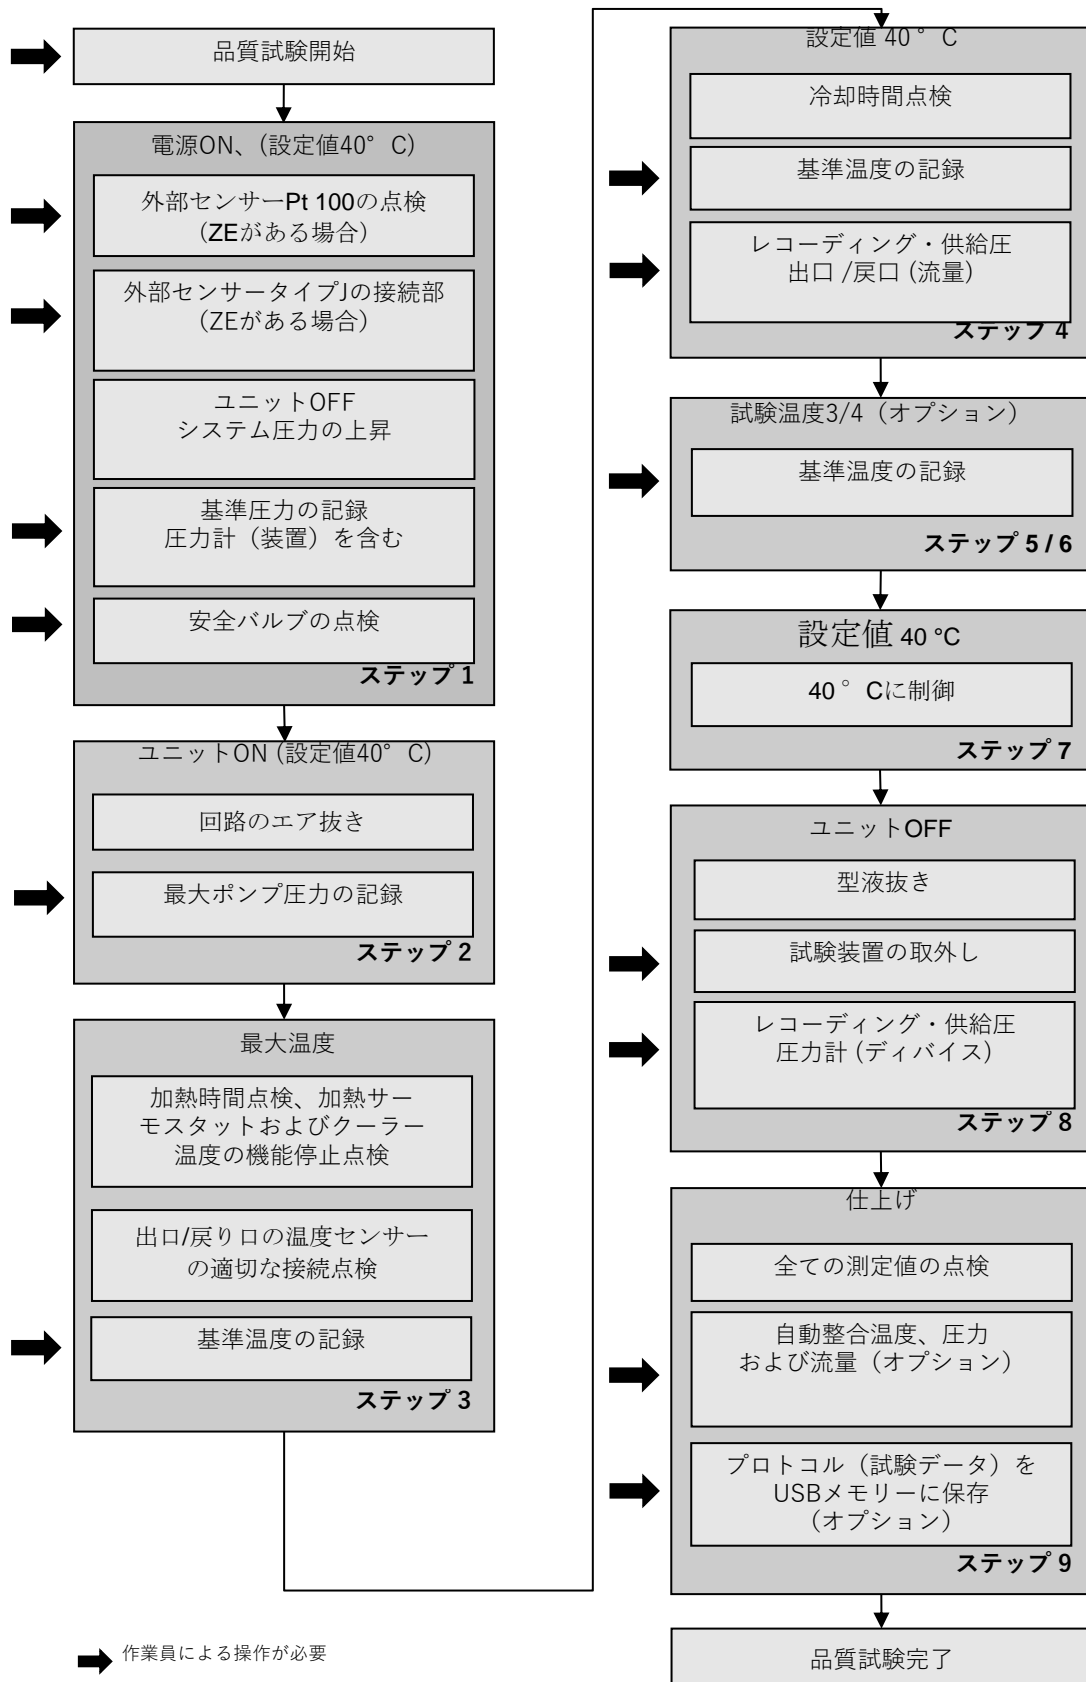 品質試験開始
電源ON、(設定値40°C)
外部センサーPt 100の点検
（ZEがある場合）
外部センサータイプJの接続部
（ZEがある場合）
ユニットOFF
システム圧力の上昇
基準圧力の記録
圧力計（装置）を含む
安全バルブの点検
ステップ 1
ユニットON (設定値40°C)
回路のエア抜き
最大ポンプ圧力の記録
ステップ 2
最大温度
加熱時間点検、加熱サー
モスタットおよびクーラー
温度の機能停止点検
出口/戻り口の温度センサー
の適切な接続点検
基準温度の記録
ステップ 3
設定値 40°C
冷却時間点検
基準温度の記録
レコーディング・供給圧
出口 /戻口 (流量)
ステップ 4
試験温度3/4（オプション）
基準温度の記録
ステップ 5 / 6
設定値 40 °C
40°Cに制御
ステップ 7
ユニットOFF
型液抜き
試験装置の取外し
レコーディング・供給圧
圧力計 (ディバイス)
ステップ 8
仕上げ
全ての測定値の点検
自動整合温度、圧力
および流量（オプション）
プロトコル（試験データ）を
USBメモリーに保存
（オプション）
ステップ 9
品質試験完了
作業員による操作が必要